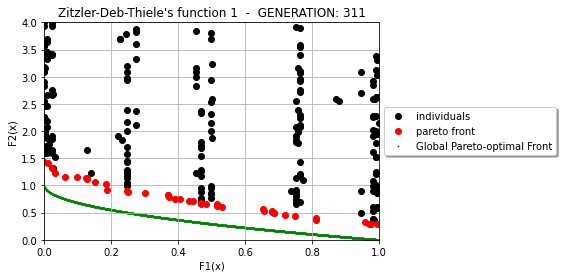 Zitzler-Deb-Thiele's function 1 - GENERATION: 311
4.0
3.5
3.0
2.5
2.0
1.5
1.0
0.5
0.0
F2(x)
0.0 0.2 0.4 0.6 0.8 1.0
F1(x)
individuals
pareto front
Global Pareto-optimal Front